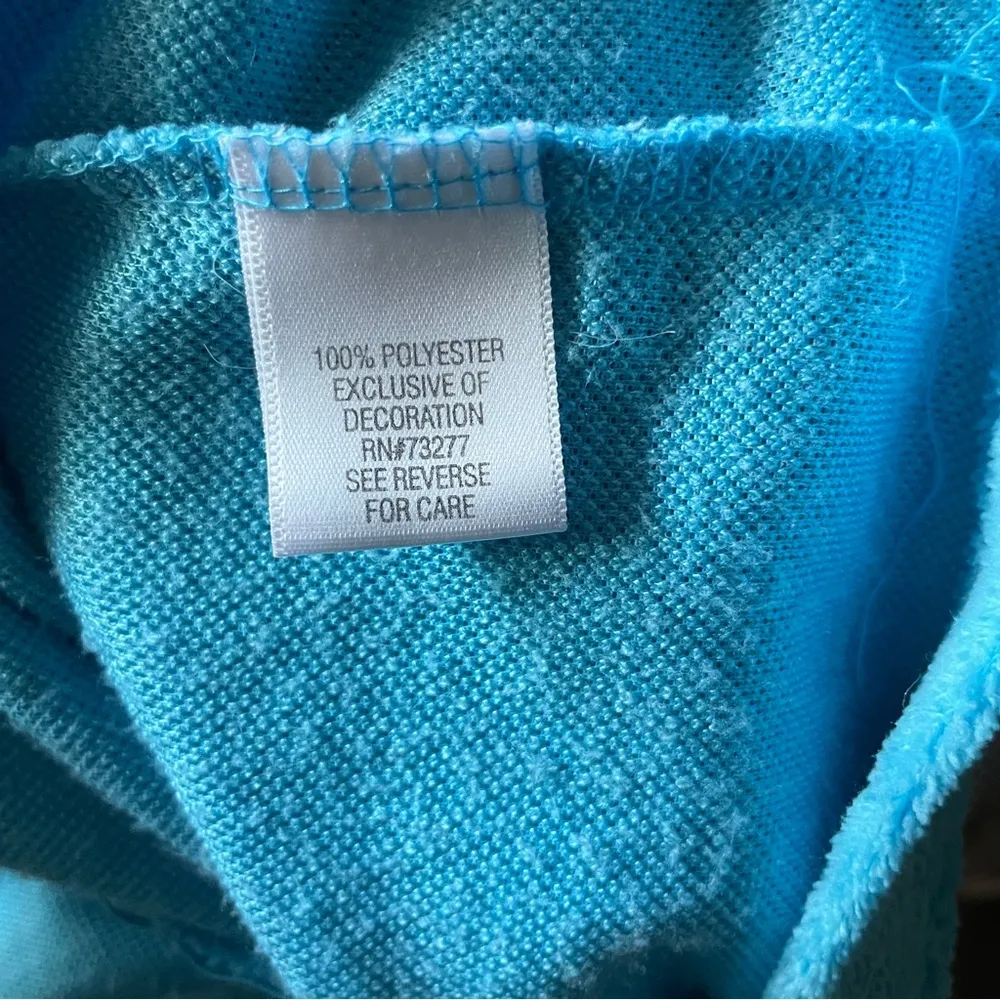 100% POLYESTER
EXCLUSIVE OF
DECORATION
RN#73277
SEE REVERSE
FOR CARE